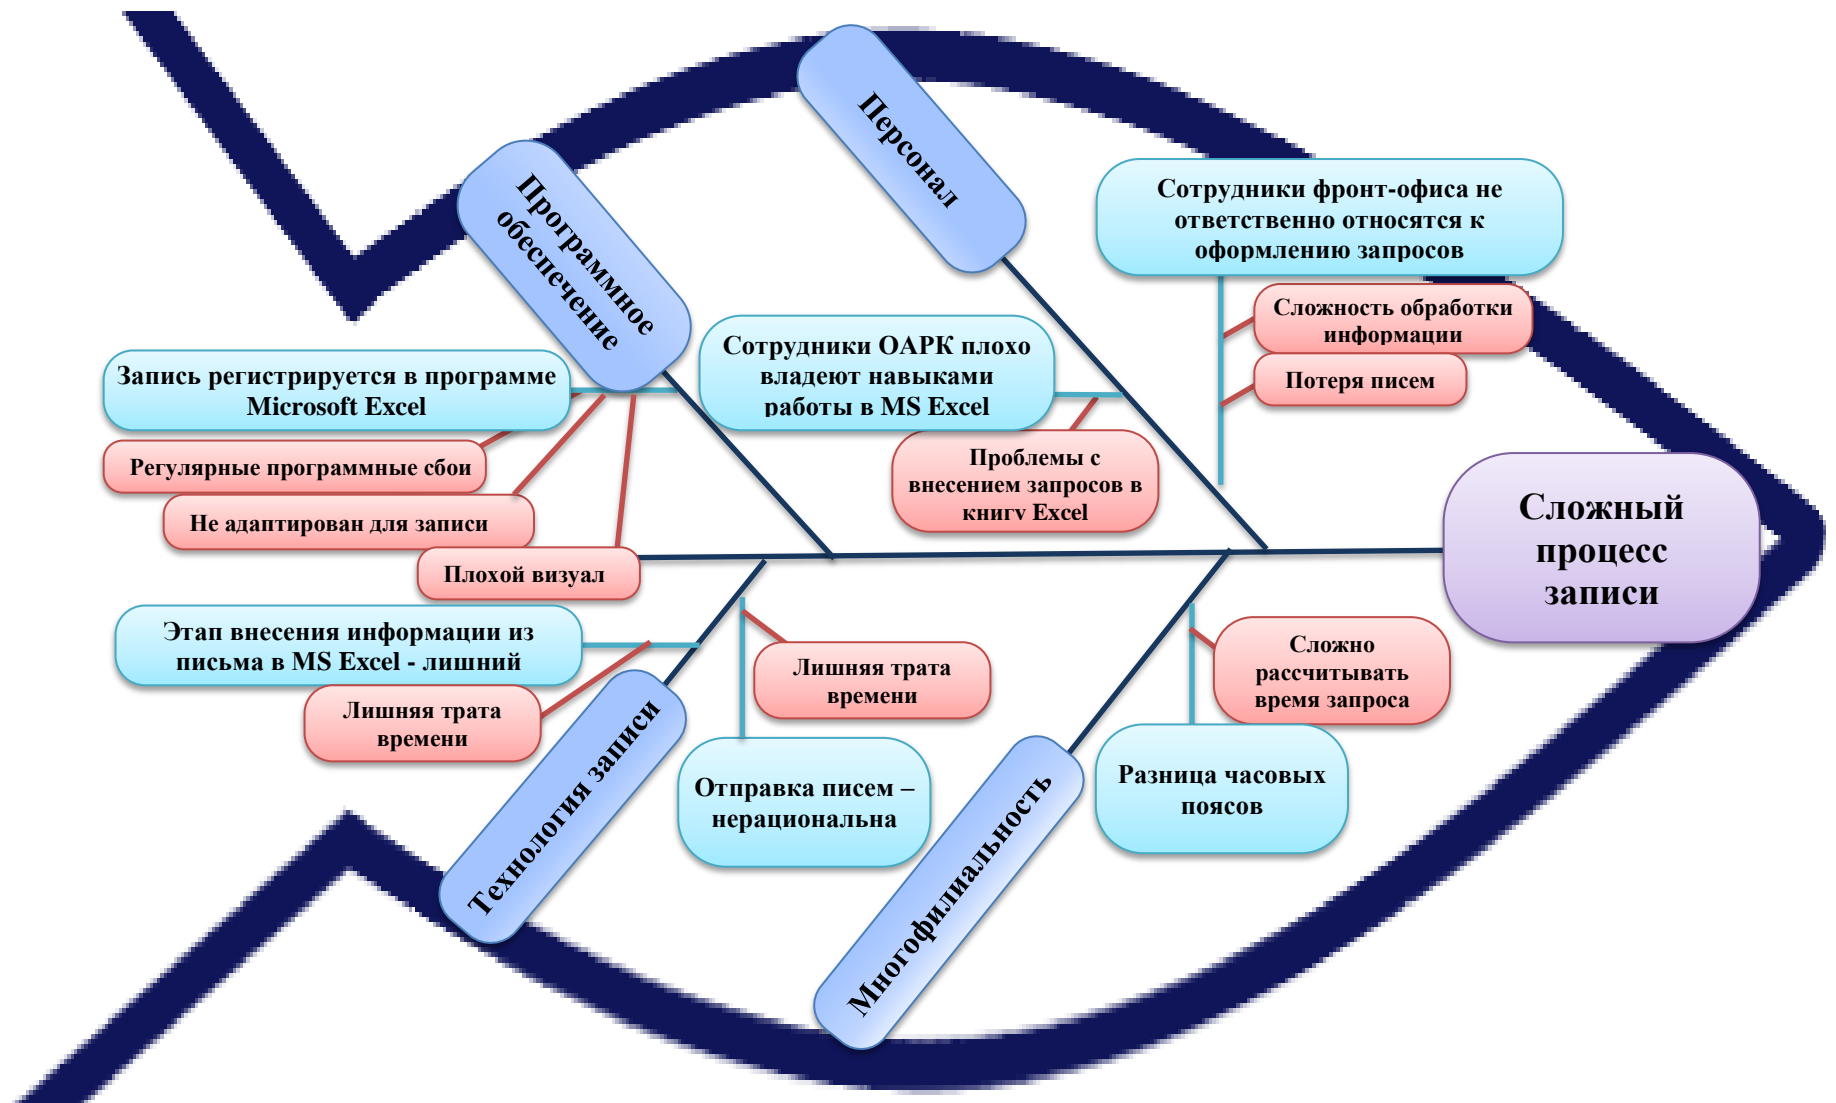 Персонал
Программное
обеспечение
Сотрудники фронт-офиса не
ответственно относятся к
оформлению запросов
Сложность обработки
информации
Потеря писем
Сотрудники ОАРК плохо
владеют навыками
работы в MS Excel
Проблемы с
внесением запросов в
книгу Excel
Запись регистрируется в программе
Microsoft Excel
Регулярные программные сбои
Не адаптирован для записи
Плохой визуал
Сложный
процесс
записи
Этап внесения информации из
письма в MS Excel - лишний
Лишняя трата
времени
Лишняя трата
времени
Отправка писем –
нерациональна
Технология записи
Сложно
рассчитывать
время запроса
Разница часовых
поясов
Многофилиальность